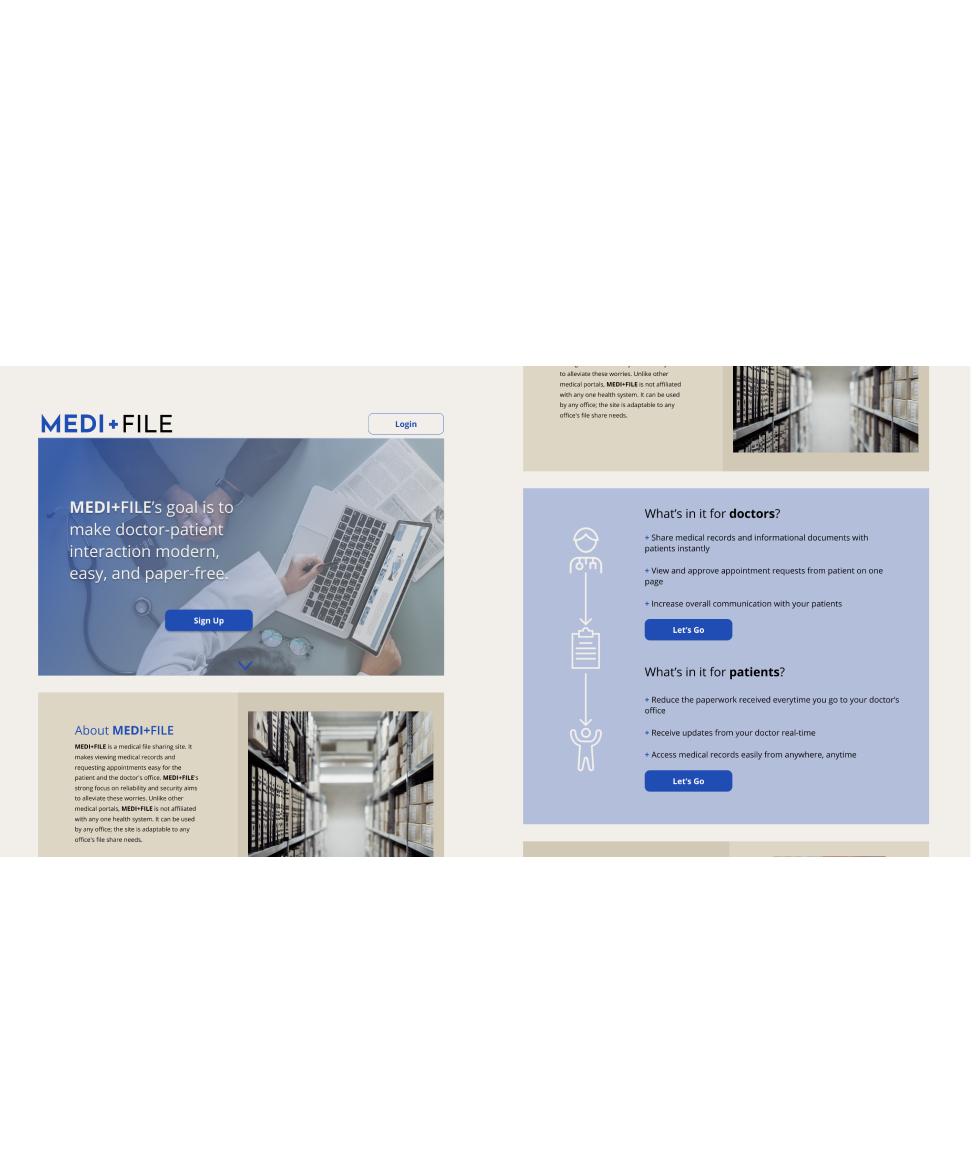 MEDI+FILE
Login
MEDI+FILE's goal is to
make doctor-patient
interaction modern,
easy, and paper-free.
Sign Up
About MEDI+FILE
MEDI+FILE is a medical file sharing site. It
makes viewing medical records and
requesting appointments easy for the
patient and the doctor's office. MEDI+FILE's
strong focus on reliability and security aims
to alleviate these worries. Unlike other
medical portals, MEDI+FILE is not affiliated
with any one health system. It can be used
by any office; the site is adaptable to any
office's file share needs.
to alleviate these worries. Unlike other
medical portals, MEDI+FILE is not affiliated
with any one health system. It can be used
by any office; the site is adaptable to any
office's file share needs.
What's in it for doctors?
+ Share medical records and informational documents with
patients instantly
+ View and approve appointment requests from patient on one
page
+ Increase overall communication with your patients
Let's Go
What's in it for patients?
+ Reduce the paperwork received everytime you go to your doctor's
office
+ Receive updates from your doctor real-time
+ Access medical records easily from anywhere, anytime
Let's Go